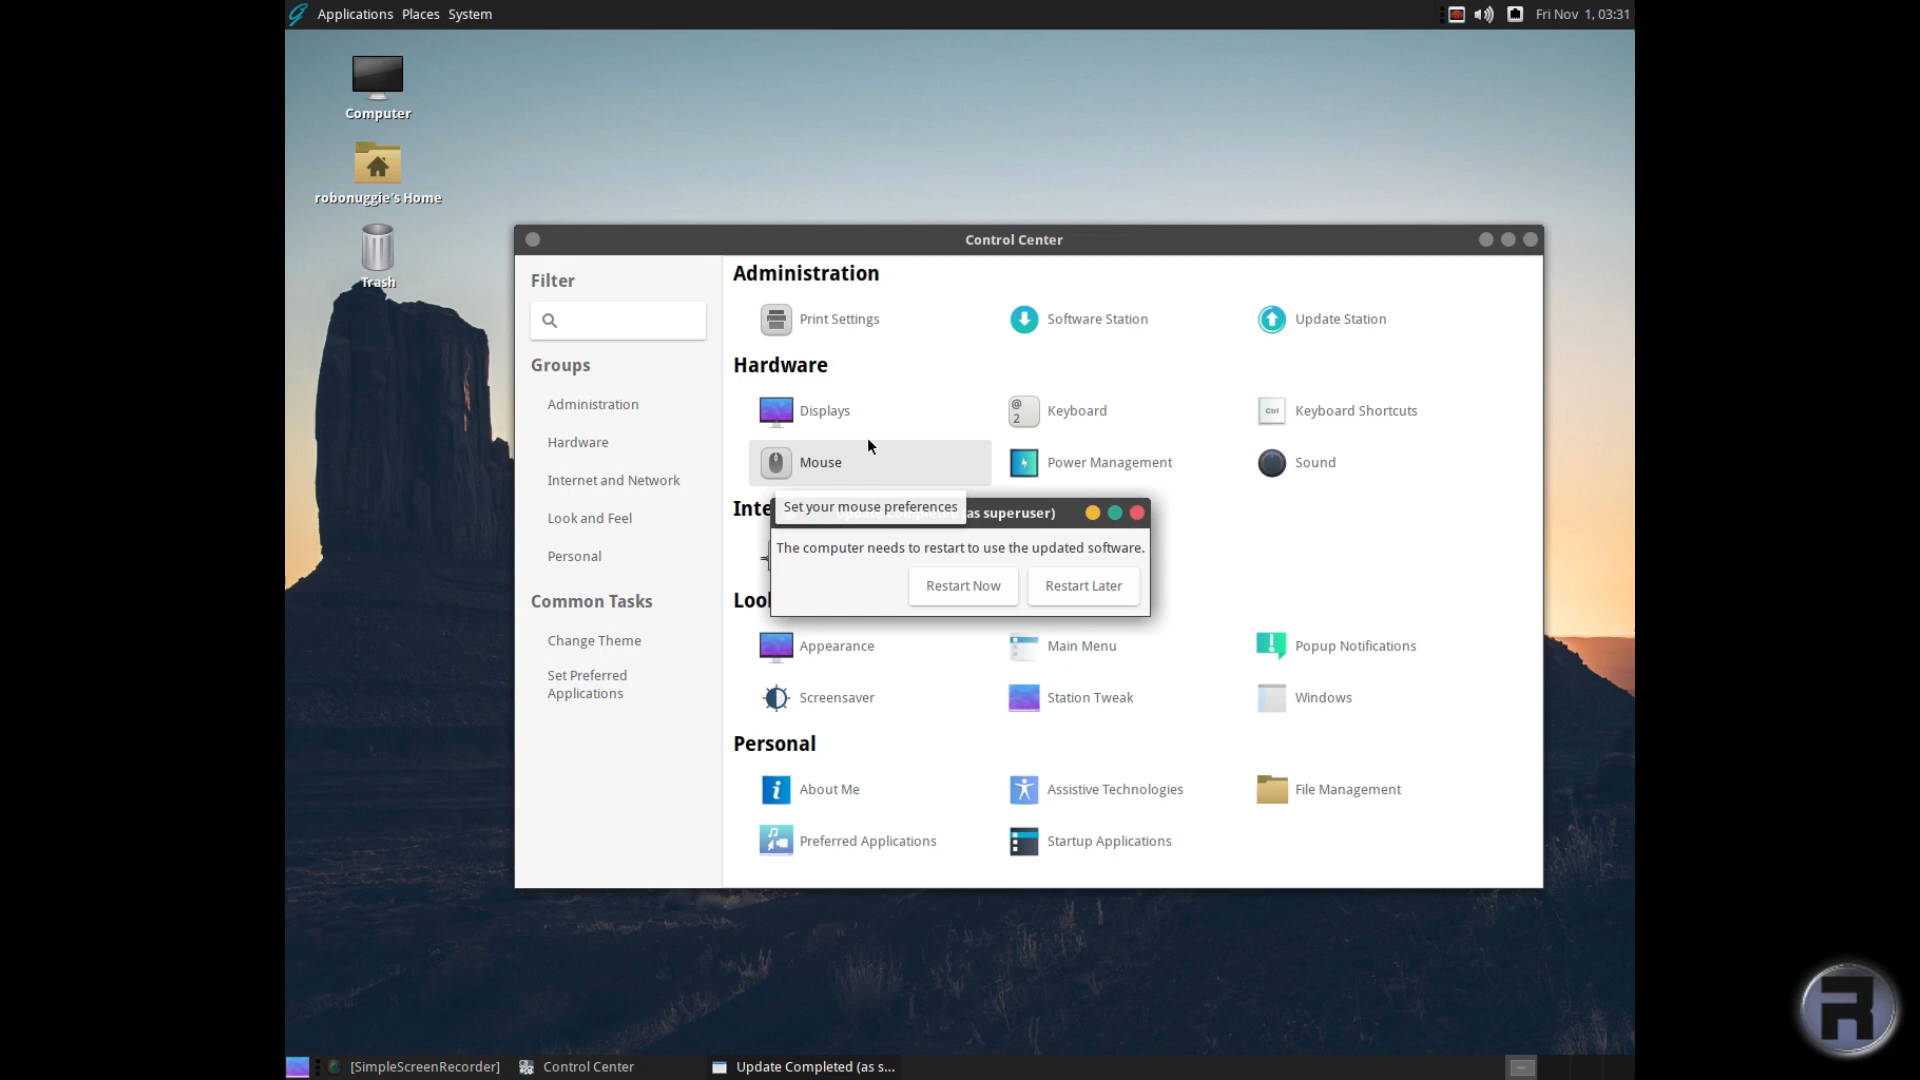 Applications Places System
Fri Nov 1, 03:31
Computer
robonuggie's Home
Trash
Control Center
Filter
Groups
Administration
Hardware
Internet and Network
Look and Feel
Personal
Common Tasks
Change Theme
Set Preferred
Applications
Administration
Print Settings
Software Station
Update Station
Hardware
Displays
@
2
Keyboard
Ctrl
Keyboard Shortcuts
Mouse
Power Management
Sound
Inte
Set your mouse preferences
as superuser)
The computer needs to restart to use the updated software.
Restart Now
Restart Later
Loo
Appearance
Main Menu
Popup Notifications
Screensaver
Station Tweak
Windows
Personal
About Me
Assistive Technologies
File Management
Preferred Applications
Startup Applications
[SimpleScreenRecorder]
Control Center
Update Completed (as s...
R